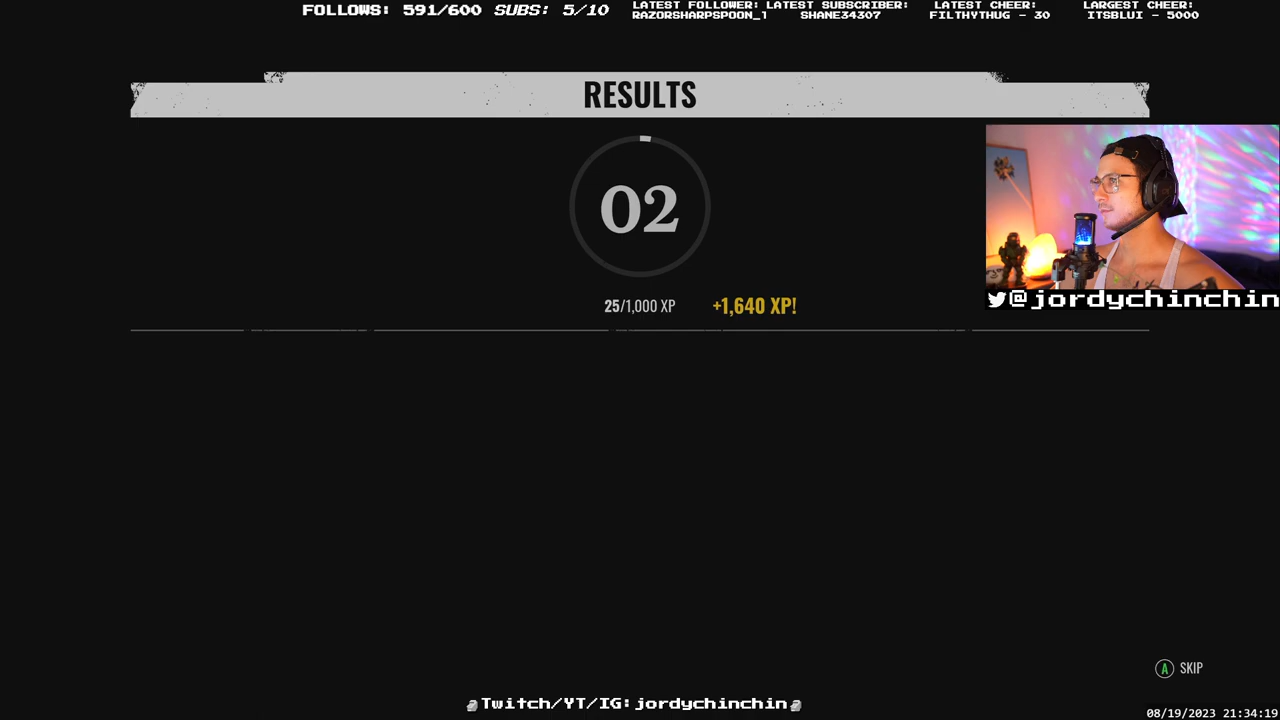 FOLLOWS: 591/600 SUBS: 5/10
LATEST FOLLOWER:
RAZORSHARPSPOON_1
LATEST SUBSCRIBER:
SHANE34307
LATEST CHEER:
FILTHYTHUG - 30
LARGEST CHEER:
ITSBLUI - 5000
RESULTS
02
25/1,000 XP +1,640 XP!
@jordychinchin
A SKIP
Twitch/YT/IG: jordychinchin
08/19/2023 21:34:19